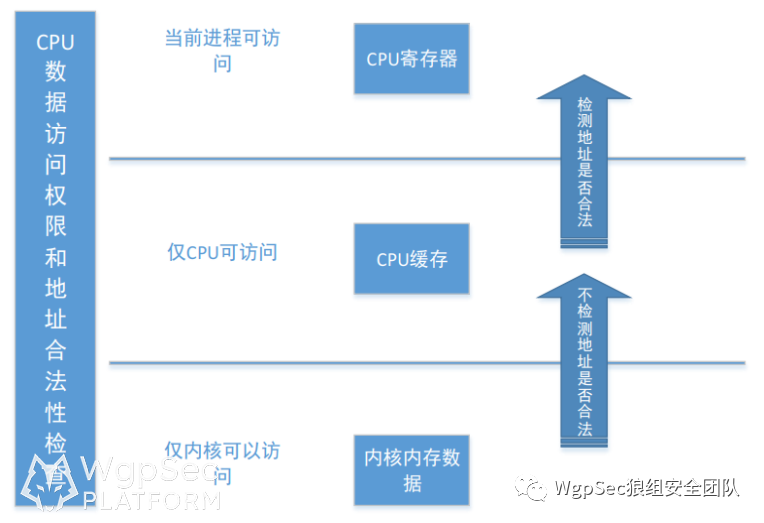 CPU
数
据
访
问
权
限
和
地
址
合
法
性
检
查
当前进程可访
问
CPU寄存器
检
测
地
址
是
否
合
法
仅CPU可访问
CPU缓存
不
检
测
地
址
是
否
合
法
仅内核可以访
问
内核内存数
据
WgpSec
PLATFORM
WgpSec狼组安全团队